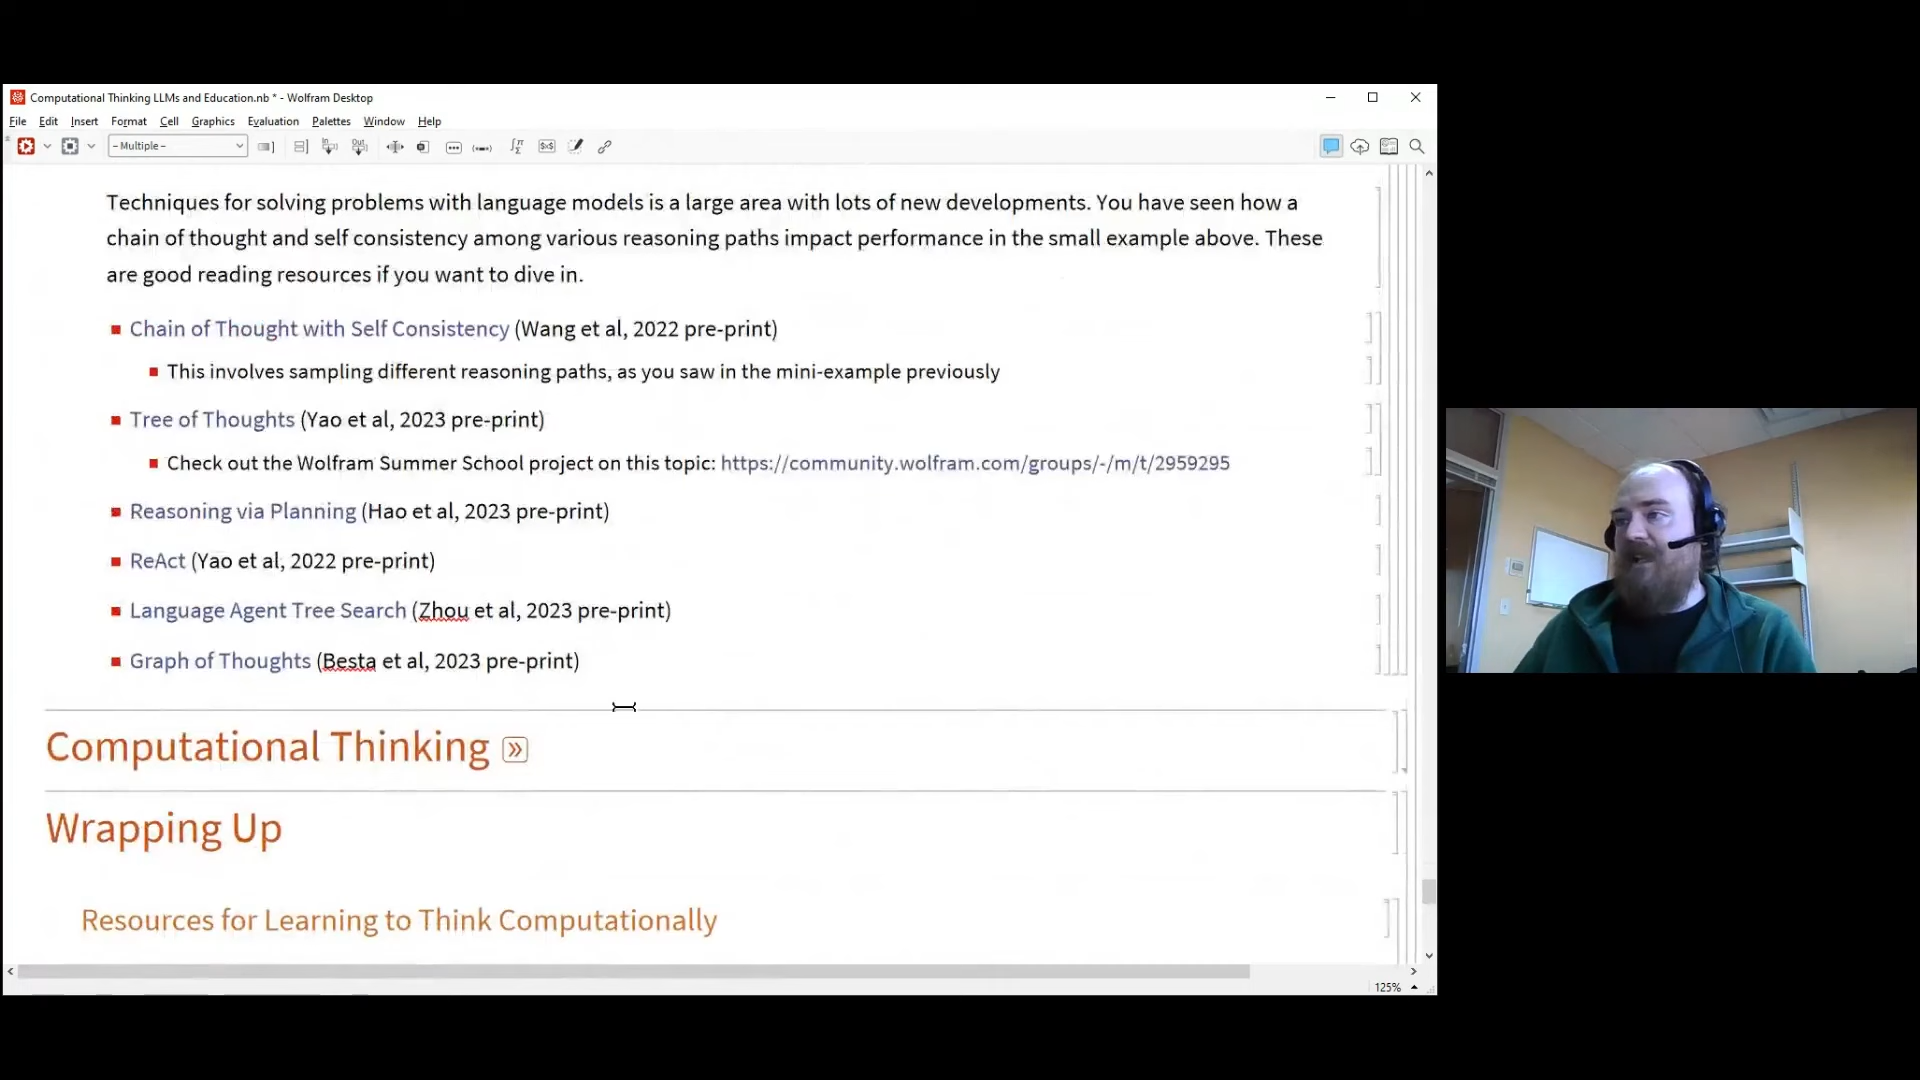 Computational Thinking LLMs and Education.nb * - Wolfram Desktop
File Edit Insert Format Cell Graphics Evaluation Palettes Window Help
- Multiple -
Techniques for solving problems with language models is a large area with lots of new developments. You have seen how a
chain of thought and self consistency among various reasoning paths impact performance in the small example above. These
are good reading resources if you want to dive in.
Chain of Thought with Self Consistency (Wang et al, 2022 pre-print)
This involves sampling different reasoning paths, as you saw in the mini-example previously
Tree of Thoughts (Yao et al, 2023 pre-print)
Check out the Wolfram Summer School project on this topic: https://community.wolfram.com/groups/-/m/t/2959295
Reasoning via Planning (Hao et al, 2023 pre-print)
ReAct (Yao et al, 2022 pre-print)
Language Agent Tree Search (Zhou et al, 2023 pre-print)
Graph of Thoughts (Besta et al, 2023 pre-print)
Computational Thinking »
Wrapping Up
Resources for Learning to Think Computationally
125%